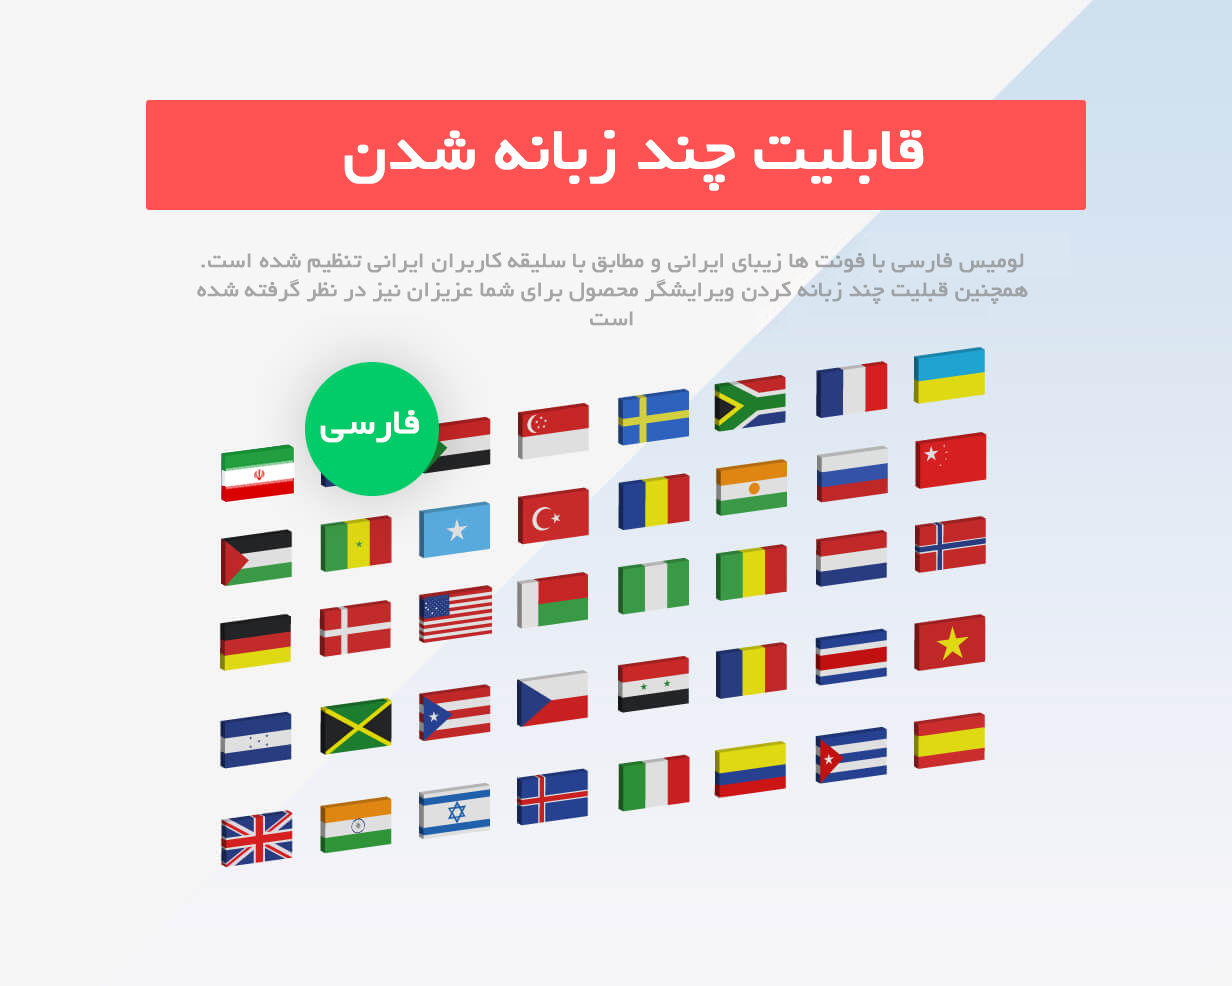 قابلیت چند زبانه شدن
لومیس فارسی با فونت ها زیبای ایرانی و مطابق با سلیقه کاربران ایرانی تنظیم شده است.
همچنین قبلیت چند زبانه کردن ویرایشگر محصول برای شما عزیزان نیز در نظر گرفته شده
است
فارسی